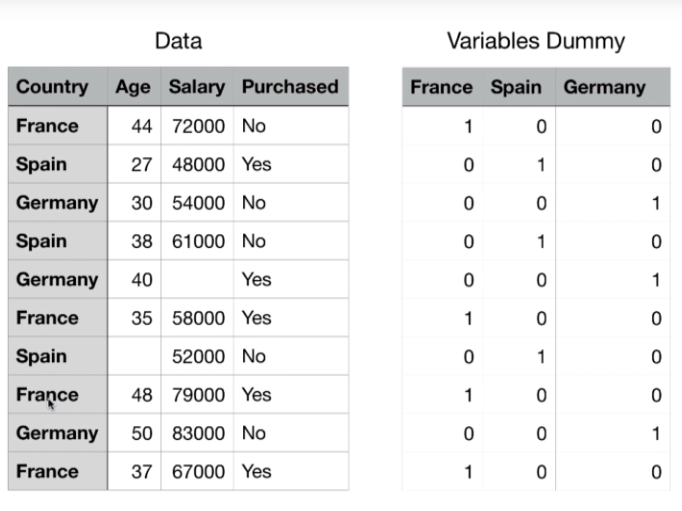 Data Variables Dummy
Country Age Salary Purchased France Spain Germany
France 44 72000 No 1 0 0
Spain 27 48000 Yes 0 1 0
Germany 30 54000 No 0 0 1
Spain 38 61000 No 0 1 0
Germany 40 Yes 0 0 1
France 35 58000 Yes 1 0 0
Spain 52000 No 0 1 0
France 48 79000 Yes 1 0 0
Germany 50 83000 No 0 0 1
France 37 67000 Yes 1 0 0